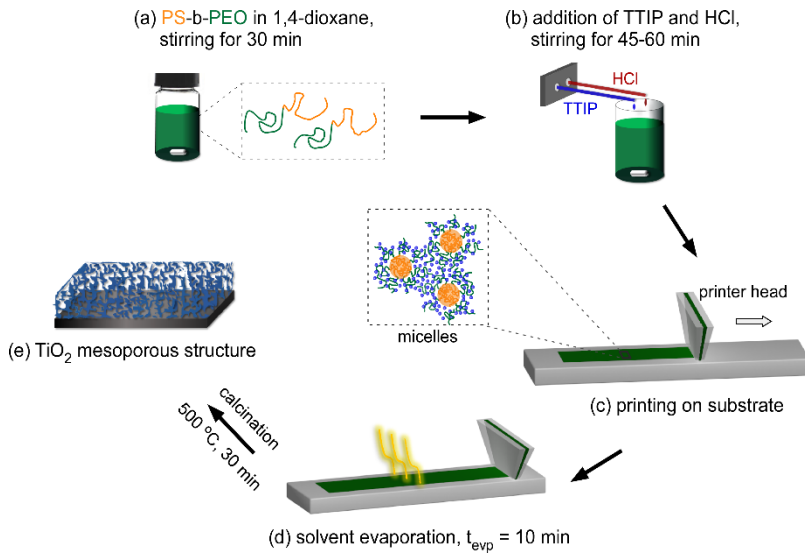 (a) PS-b-PEO in 1,4-dioxane,
stirring for 30 min
(b) addition of TTIP and HCl,
stirring for 45-60 min
HCl
TTIP
micelles
printer head
(c) printing on substrate
(d) solvent evaporation, t_evp = 10 min
calcination
500 °C, 30 min
(e) TiO₂ mesoporous structure